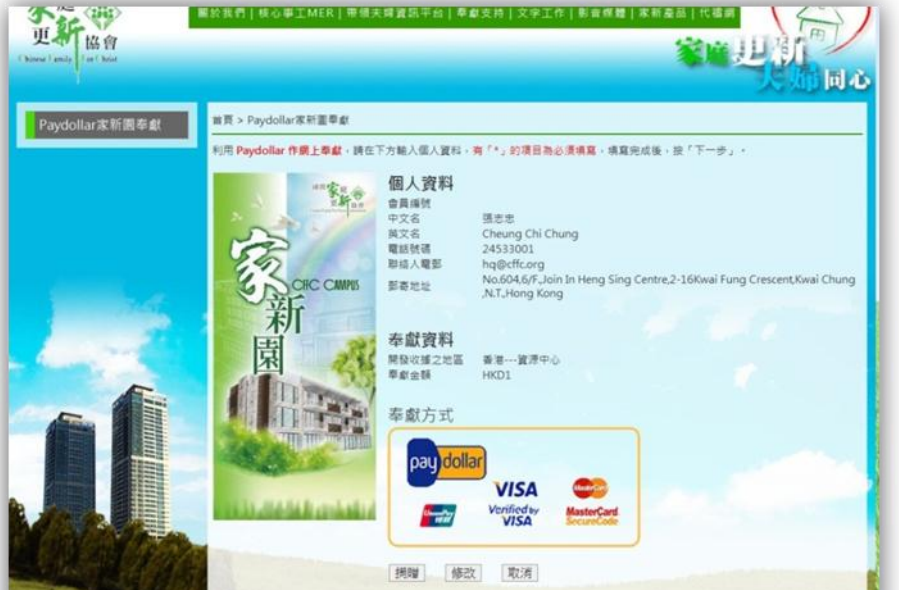 更新協會
Chinese Family For Christ
關於我們 | 核心事工MER | 帶領夫婦資訊平台 | 奉獻支持 | 文字工作 | 影音媒體 | 家新產品 | 代禱網
家庭更新
夫婦同心
Paydollar家新園奉獻
首頁 > Paydollar家新園奉獻
利用 Paydollar 作網上奉獻，請在下方輸入個人資料，有「*」的項目為必須填寫，填寫完成後，按「下一步」。
家新園
CFFC CAMPUS
個人資料
會員編號
中文名 張志忠
英文名 Cheung Chi Chung
電話號碼 24533001
聯絡人電郵 hq@cffc.org
郵寄地址 No.604,6/F.,Join In Heng Sing Centre,2-16Kwai Fung Crescent,Kwai Chung
,N.T.,Hong Kong
奉獻資料
開發收據之地區 香港---資源中心
奉獻金額 HKD1
奉獻方式
pay dollar
VISA
MasterCard
UnionPay
銀聯
Verified by
VISA
MasterCard
SecureCode
捐贈 修改 取消